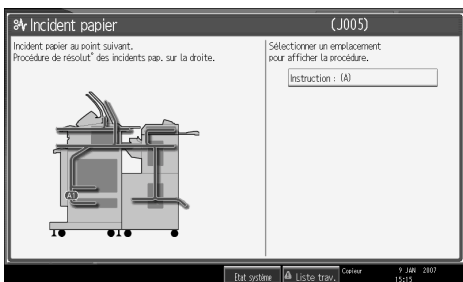 Incident papier
(J005)
Incident papier au point suivant.
Procédure de résolut° des incidents pap. sur la droite.
Sélectionner un emplacement
pour afficher la procédure.
Instruction : (A)
A1
Etat système
Liste trav.
Copieur
9 JAN 2007
15:15